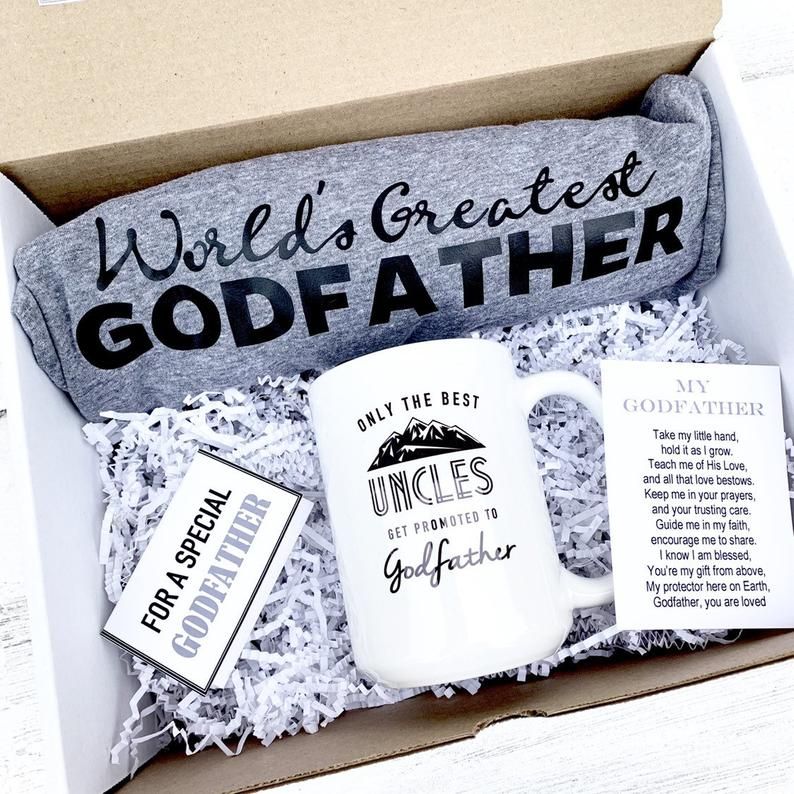 World's Greatest
GODFATHER
ONLY THE BEST
UNCLES
GET PROMOTED TO
Godfather
FOR A SPECIAL
GODFATHER
MY
GODFATHER
Take my little hand,
hold it as I grow.
Teach me of His Love,
and all that love bestows.
Keep me in your prayers,
and your trusting care.
Guide me in my faith,
encourage me to share.
I know I am blessed,
You're my gift from above,
My protector here on Earth,
Godfather, you are loved